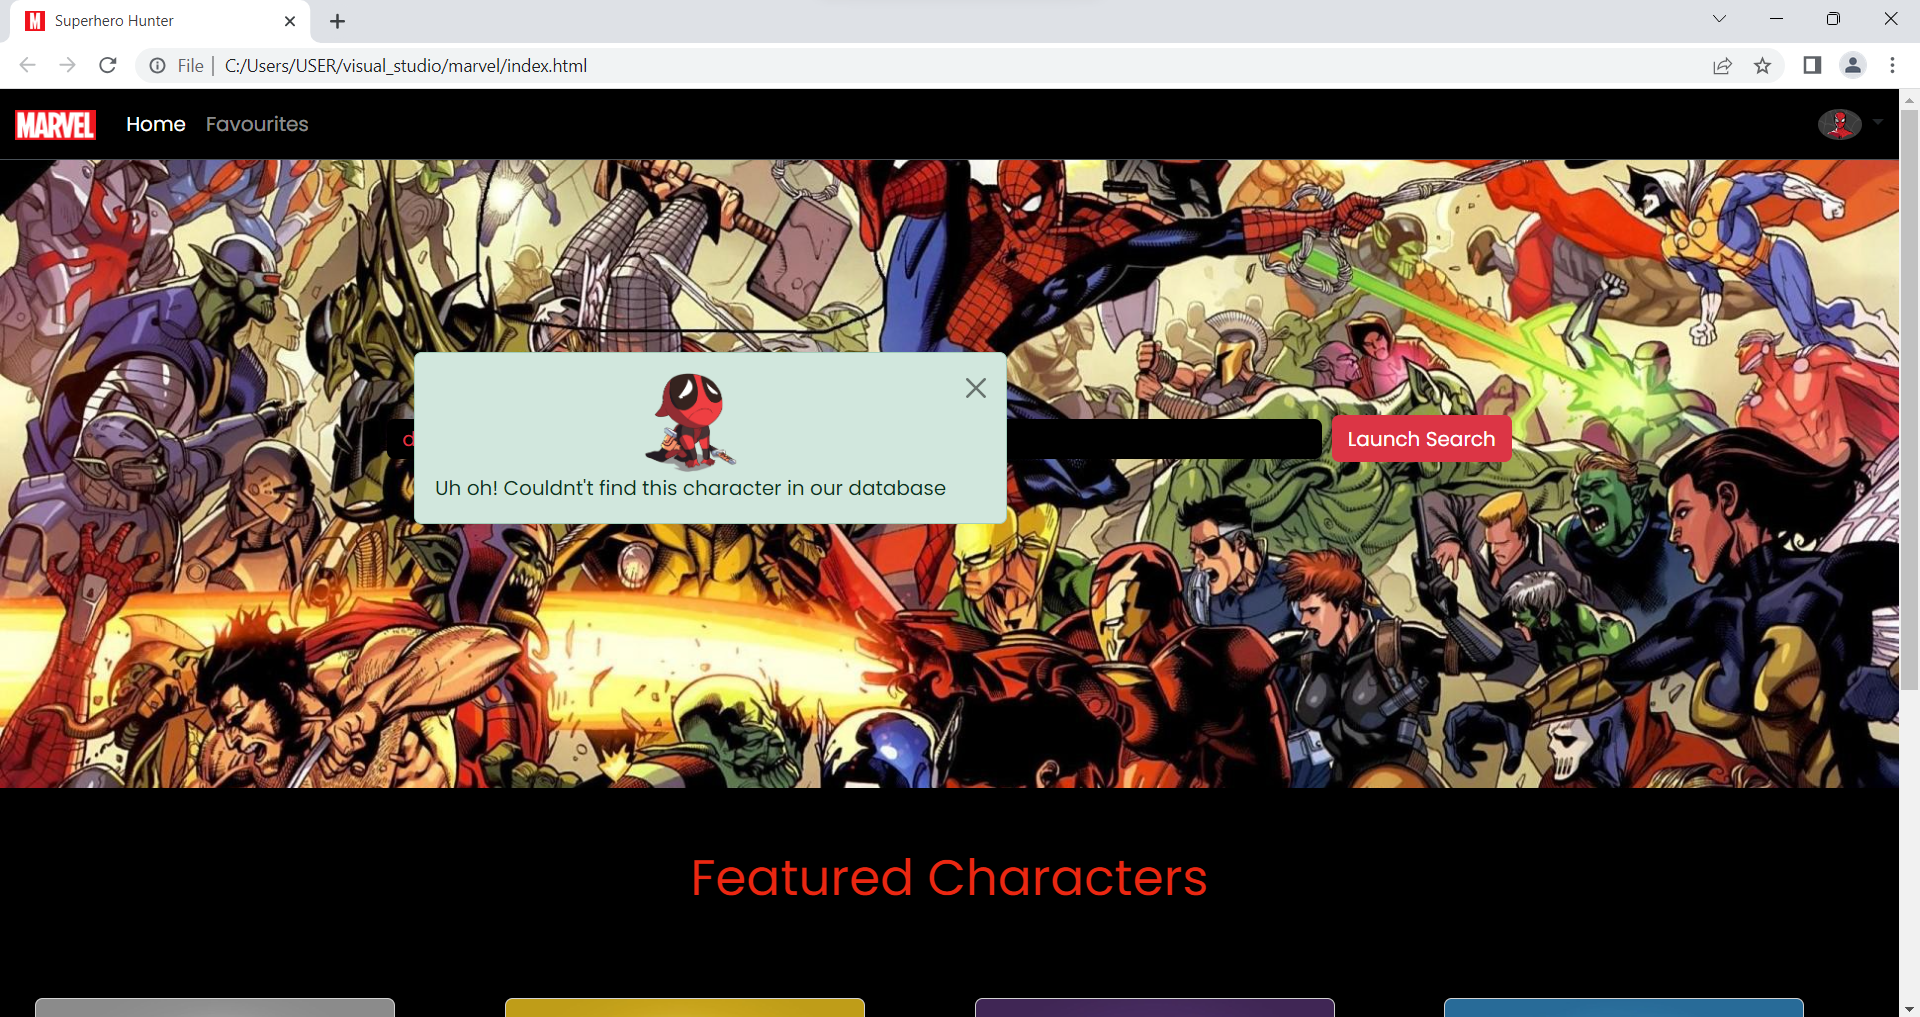 M Superhero Hunter
File | C:/Users/USER/visual_studio/marvel/index.html
MARVEL Home Favourites
Launch Search
Uh oh! Couldnt't find this character in our database
Featured Characters